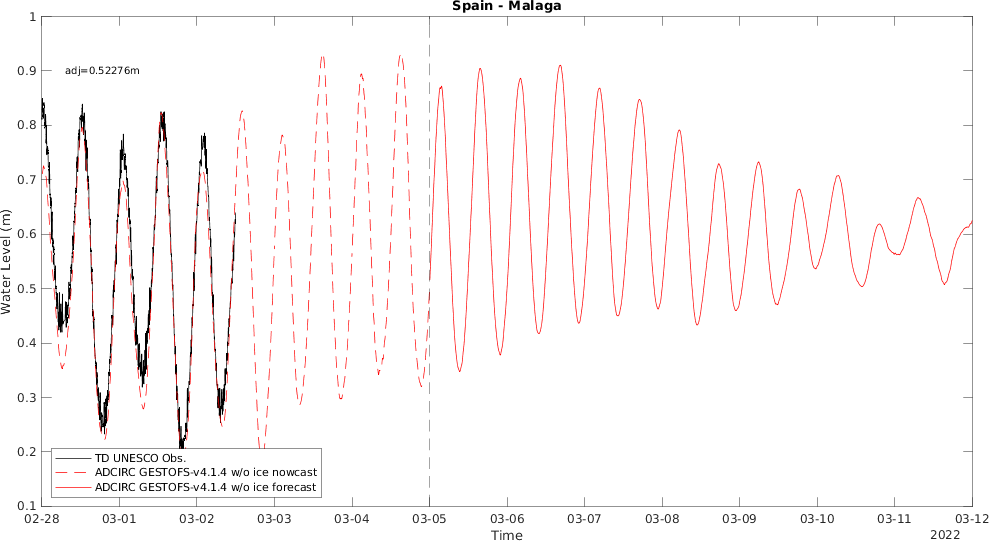 Spain - Malaga
1
0.9
adj=0.52276m
0.8
0.7
0.6
Water Level (m)
0.5
0.4
0.3
0.2
0.1
TD UNESCO Obs.
ADCIRC GESTOFS-v4.1.4 w/o ice nowcast
ADCIRC GESTOFS-v4.1.4 w/o ice forecast
02-28 03-01 03-02 03-03 03-04 03-05 03-06 03-07 03-08 03-09 03-10 03-11 03-12
Time
2022